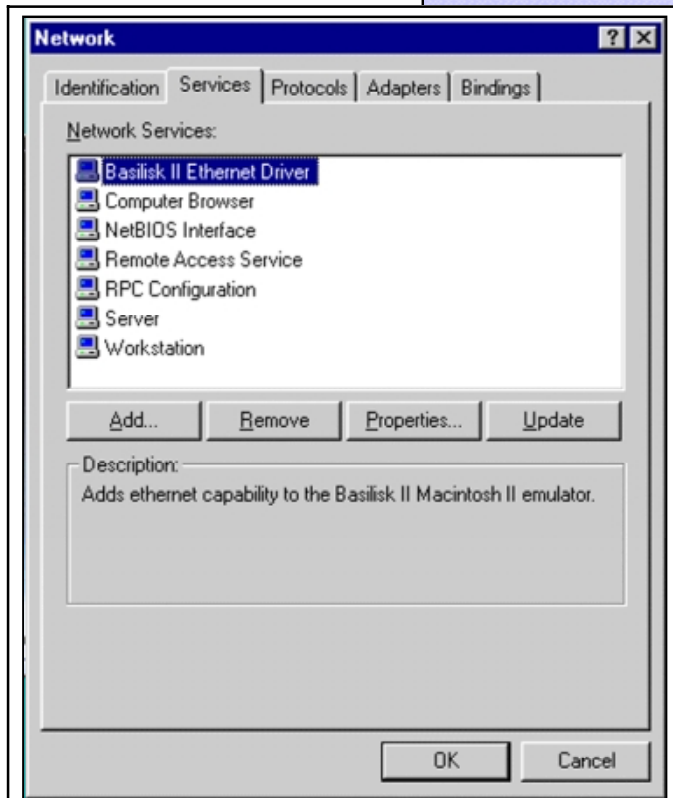 Network
Identification Services Protocols Adapters Bindings
Network Services:
Basilisk II Ethernet Driver
Computer Browser
NetBIOS Interface
Remote Access Service
RPC Configuration
Server
Workstation
Add... Remove Properties... Update
Description:
Adds ethernet capability to the Basilisk II Macintosh II emulator.
OK Cancel